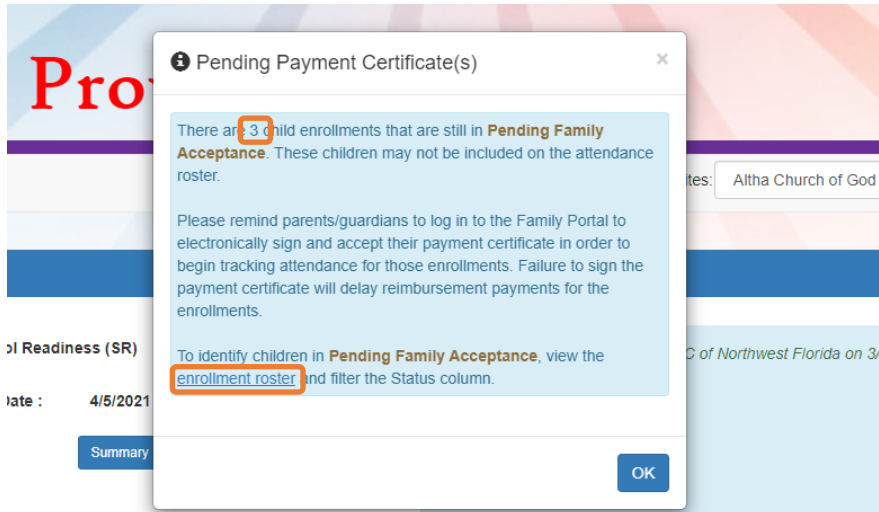 Pro
Pending Payment Certificate(s) ×
There are 3 child enrollments that are still in Pending Family
Acceptance. These children may not be included on the attendance
roster.
Please remind parents/guardians to log in to the Family Portal to
electronically sign and accept their payment certificate in order to
begin tracking attendance for those enrollments. Failure to sign the
payment certificate will delay reimbursement payments for the
enrollments.
To identify children in Pending Family Acceptance, view the
enrollment roster and filter the Status column.
OK
ites: Altha Church of God
ol Readiness (SR)
C of Northwest Florida on 3/
Date : 4/5/2021
Summary